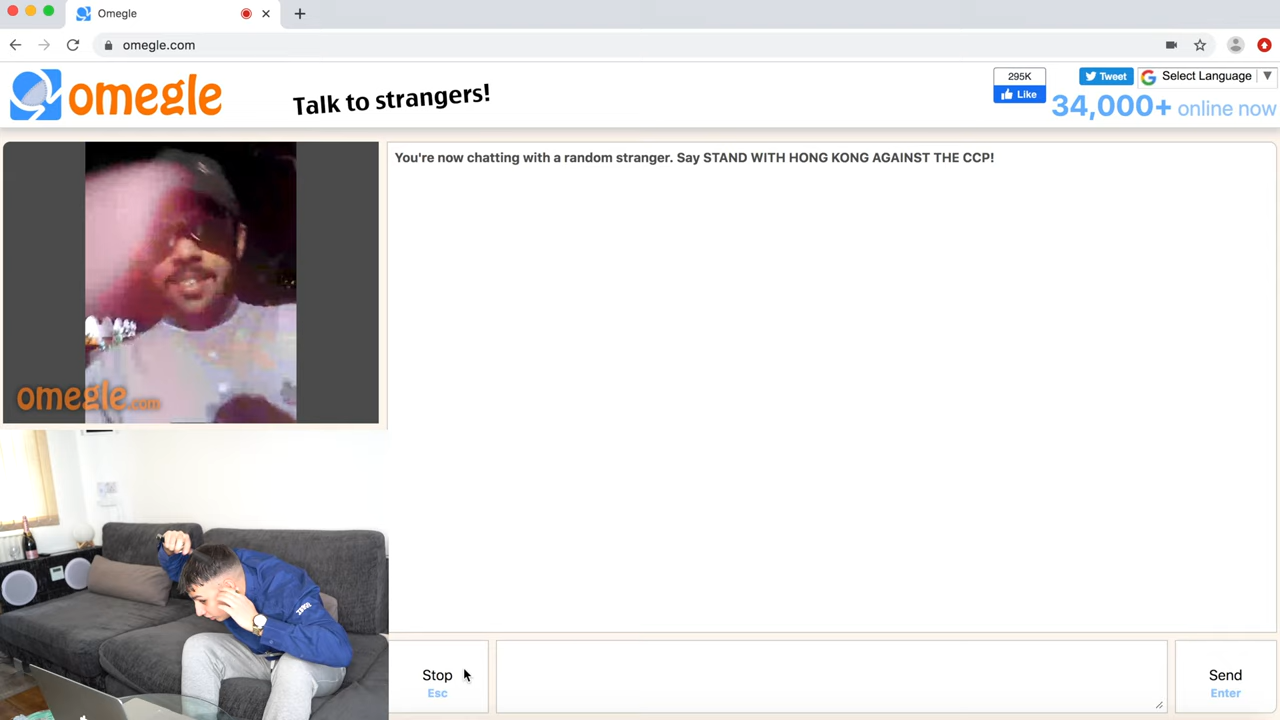 Omegle
omegle.com
omegle
Talk to strangers!
295K
Like
Tweet
Select Language
34,000+ online now
You're now chatting with a random stranger. Say STAND WITH HONG KONG AGAINST THE CCP!
omegle.com
Stop
Esc
Send
Enter